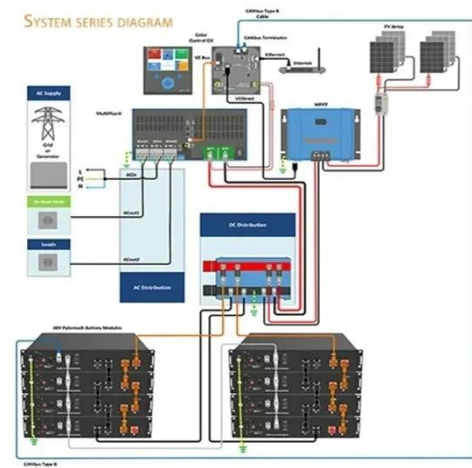 SYSTEM SERIES DIAGRAM
CANbus Type B
Cable
CANbus Terminator
Color
Control GX
VE Bus
Ethernet
Internet
PV Array
AC Supply
Grid
or
Generator
MultiPlus-II
VE.Direct
MPPT
L
PE
N
ACin
ACout1
Loads
ACout2
AC Distribution
DC Distribution
48V Pylontech Battery Modules
CANbus Type B